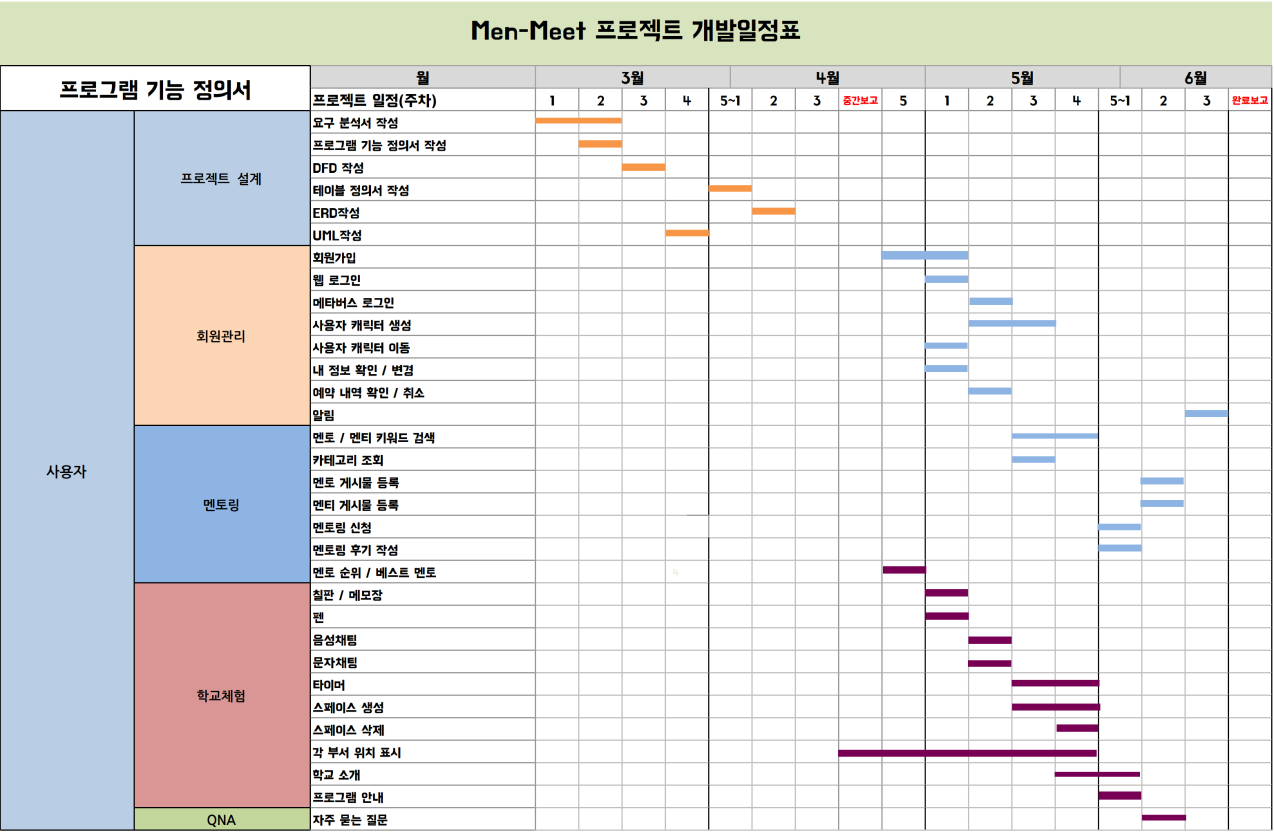 Men-Meet 프로젝트 개발일정표
프로그램 기능 정의서
월 3월 4월 5월 6월
프로젝트 일정(주차) 1 2 3 4 5~1 2 3 중간보고 5 1 2 3 4 5~1 2 3 완료보고
사용자
프로젝트 설계
요구 분석서 작성
프로그램 기능 정의서 작성
DFD 작성
테이블 정의서 작성
ERD작성
UML작성
회원관리
회원가입
웹 로그인
메타버스 로그인
사용자 캐릭터 생성
사용자 캐릭터 이동
내 정보 확인 / 변경
예약 내역 확인 / 취소
알림
멘토링
멘토 / 멘티 키워드 검색
카테고리 조회
멘토 게시물 등록
멘티 게시물 등록
멘토링 신청
멘토링 후기 작성
멘토 순위 / 베스트 멘토
학교체험
칠판 / 메모장
펜
음성채팅
문자채팅
타이머
스페이스 생성
스페이스 삭제
각 부서 위치 표시
학교 소개
프로그램 안내
QNA
자주 묻는 질문